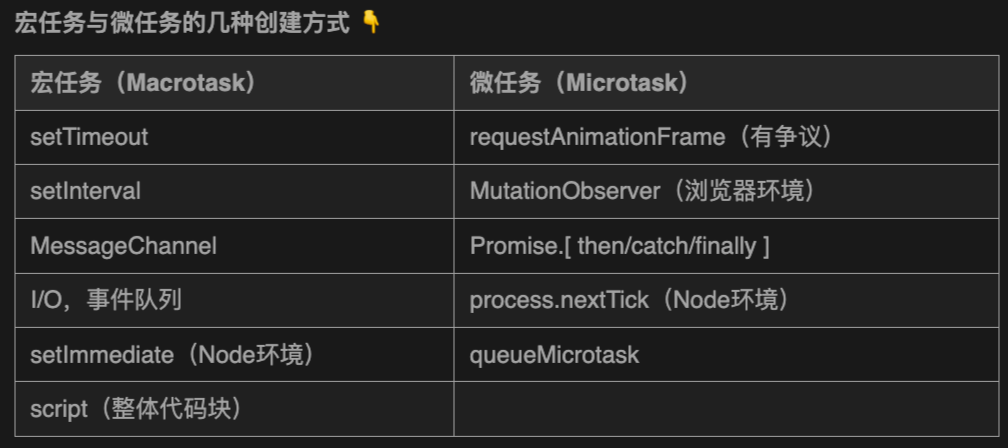 宏任务与微任务的几种创建方式 👇
宏任务（Macrotask） 微任务（Microtask）
setTimeout requestAnimationFrame（有争议）
setInterval MutationObserver（浏览器环境）
MessageChannel Promise.[ then/catch/finally ]
I/O，事件队列 process.nextTick（Node环境）
setImmediate（Node环境） queueMicrotask
script（整体代码块）